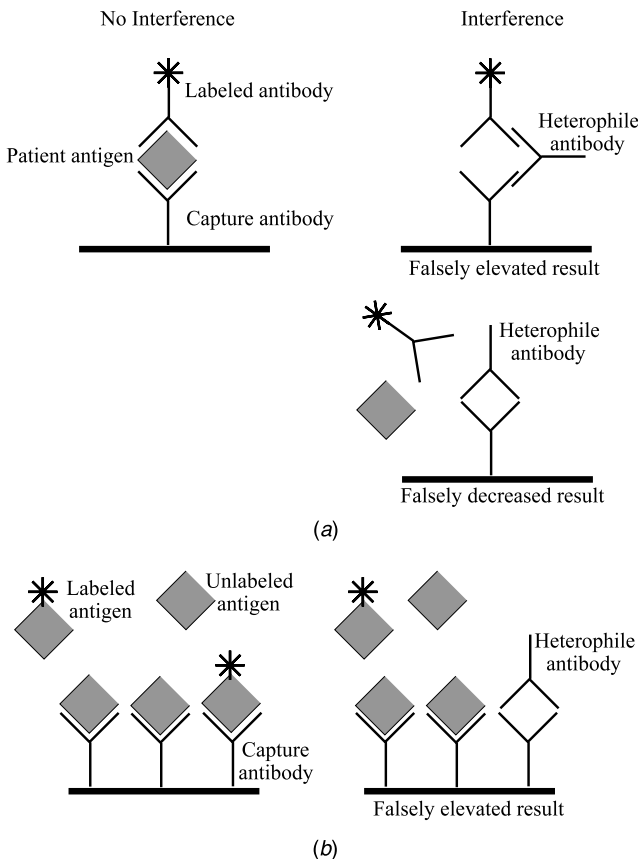 No Interference
Interference
Labeled antibody
Patient antigen
Capture antibody
Heterophile
antibody
Falsely elevated result
Heterophile
antibody
Falsely decreased result
(a)
Labeled
antigen
Unlabeled
antigen
Capture
antibody
Heterophile
antibody
Falsely elevated result
(b)